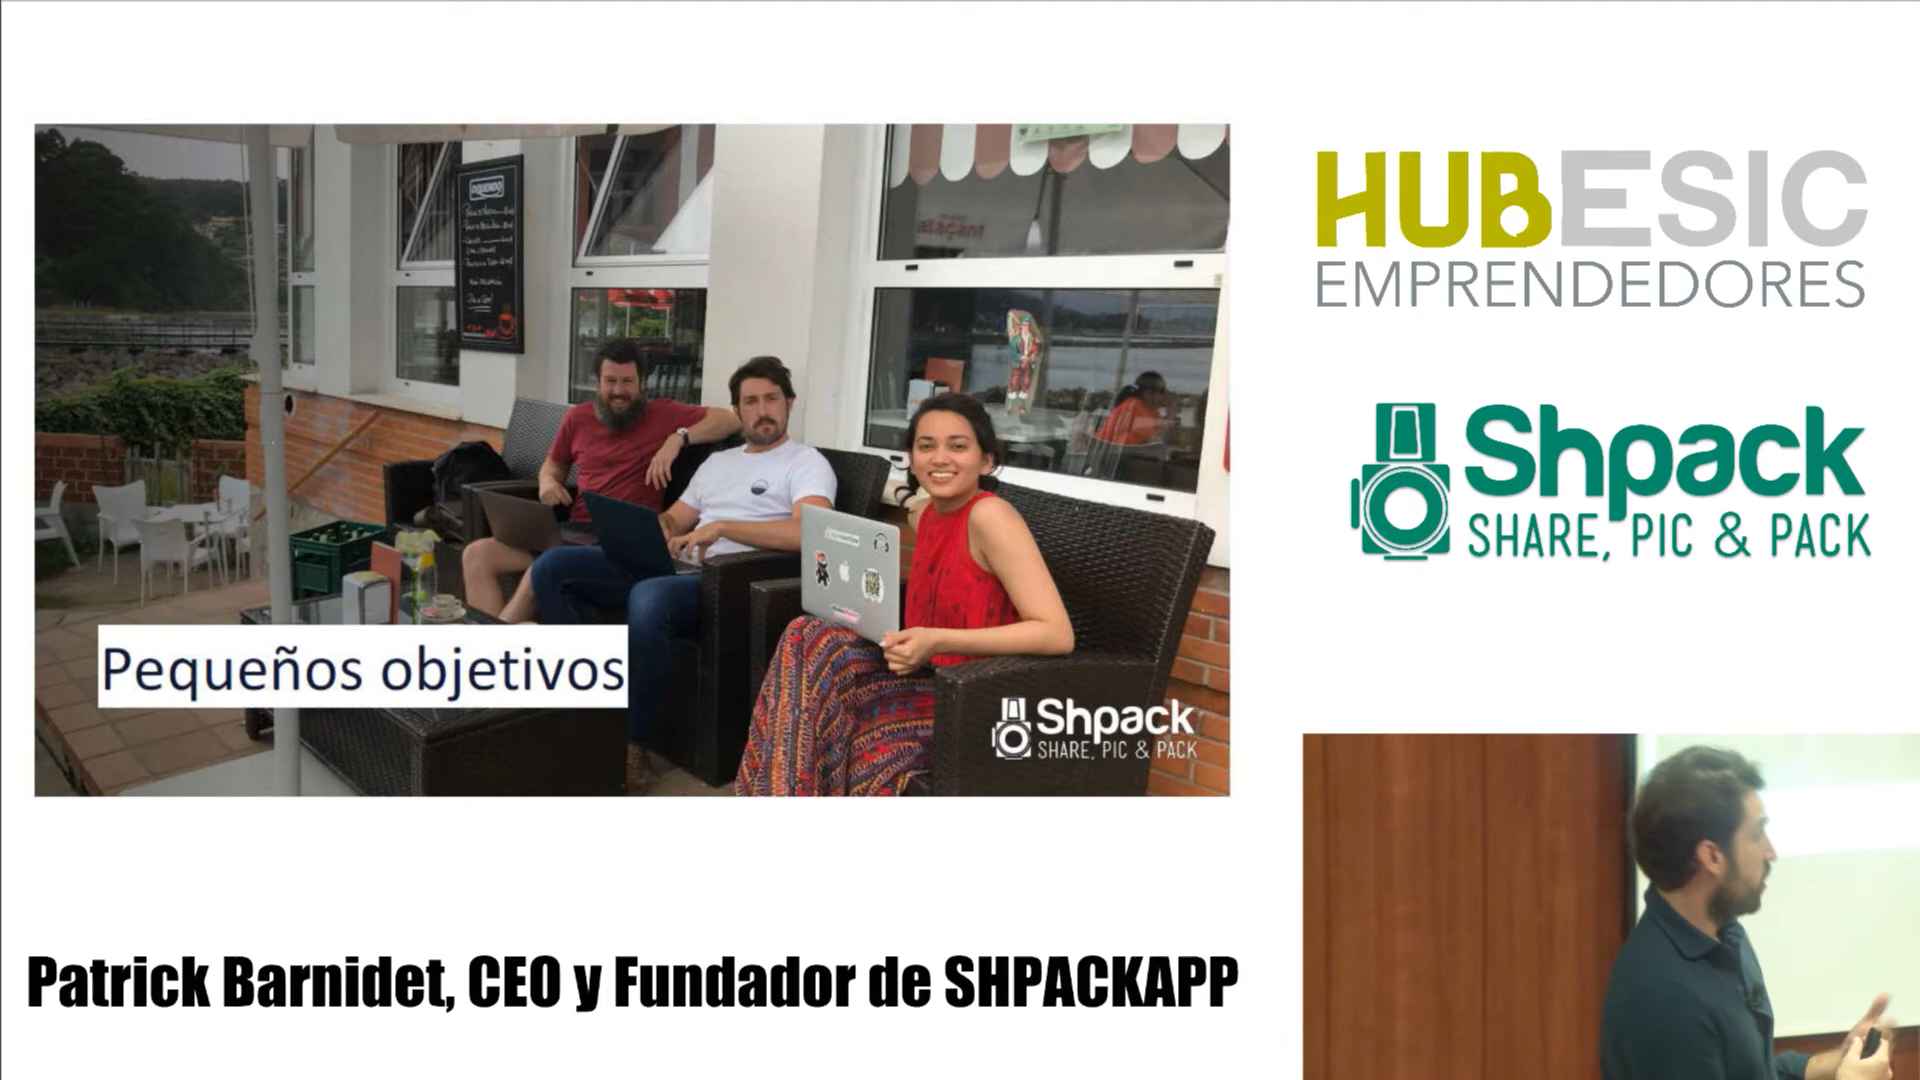 HUBESIC
EMPRENDEDORES
Shpack
SHARE, PIC & PACK
Pequeños objetivos
Shpack
SHARE, PIC & PACK
Patrick Barnidet, CEO y Fundador de SHPACKAPP